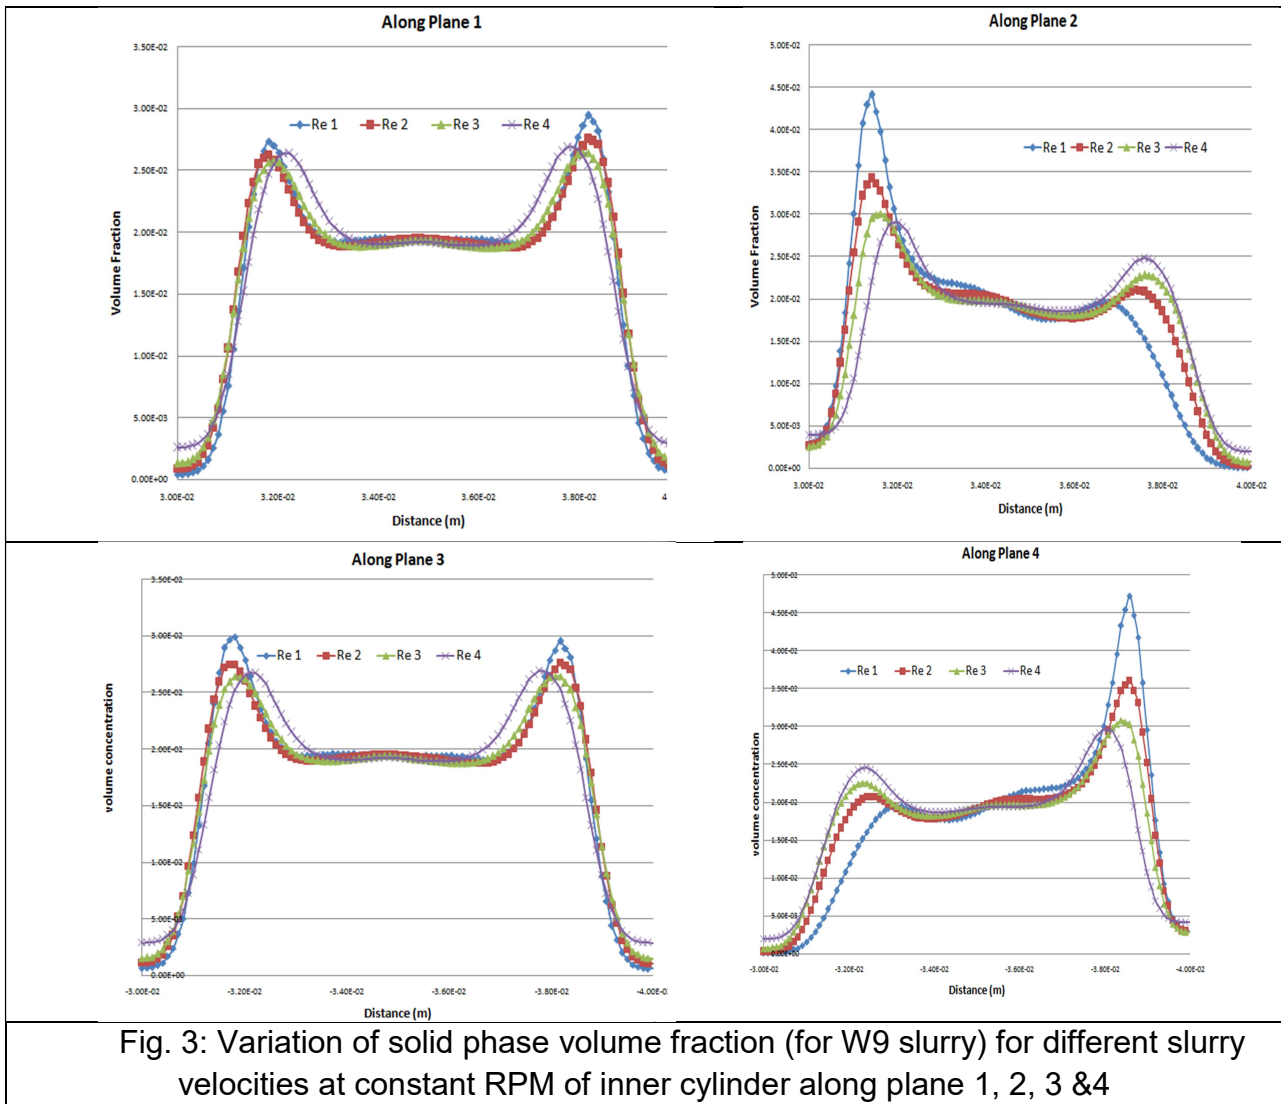 Along Plane 1
Volume Fraction
3.50E-02
3.00E-02
2.50E-02
2.00E-02
1.50E-02
1.00E-02
5.00E-03
0.00E+00
Re 1 Re 2 Re 3 Re 4
3.00E-02 3.20E-02 3.40E-02 3.60E-02 3.80E-02 4
Distance (m)
Along Plane 2
Volume Fraction
5.00E-02
4.50E-02
4.00E-02
3.50E-02
3.00E-02
2.50E-02
2.00E-02
1.50E-02
1.00E-02
5.00E-03
0.00E+00
Re 1 Re 2 Re 3 Re 4
3.00E-02 3.20E-02 3.40E-02 3.60E-02 3.80E-02 4.00E-02
Distance (m)
Along Plane 3
volume concentration
3.50E-02
3.00E-02
2.50E-02
2.00E-02
1.50E-02
1.00E-02
5.00E-03
0.00E+00
Re 1 Re 2 Re 3 Re 4
-3.00E-02 -3.20E-02 -3.40E-02 -3.60E-02 -3.80E-02 -4.00E-02
Distance (m)
Along Plane 4
volume concentration
5.00E-02
4.50E-02
4.00E-02
3.50E-02
3.00E-02
2.50E-02
2.00E-02
1.50E-02
1.00E-02
5.00E-03
0.00E+00
Re 1 Re 2 Re 3 Re 4
-3.00E-02 -3.20E-02 -3.40E-02 -3.60E-02 -3.80E-02 -4.00E-02
Distance (m)
Fig. 3: Variation of solid phase volume fraction (for W9 slurry) for different slurry
velocities at constant RPM of inner cylinder along plane 1, 2, 3 &4